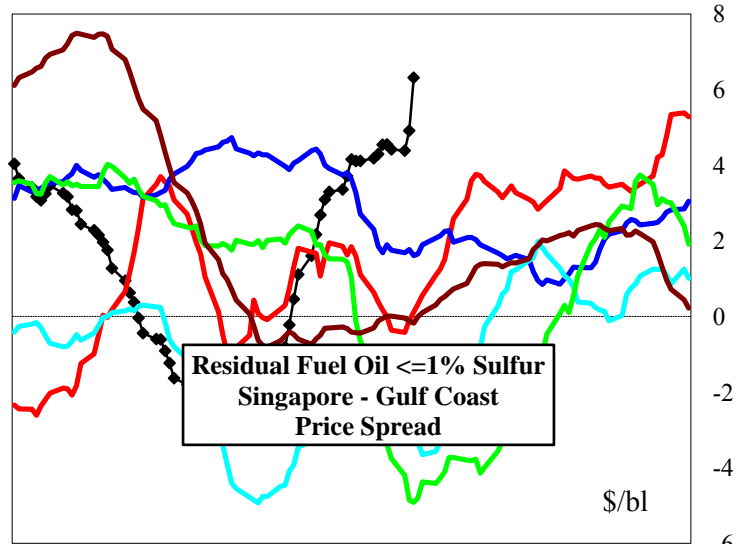 8
6
4
2
0
Residual Fuel Oil <=1% Sulfur
Singapore - Gulf Coast
Price Spread
-2
-4
$/bl
-6